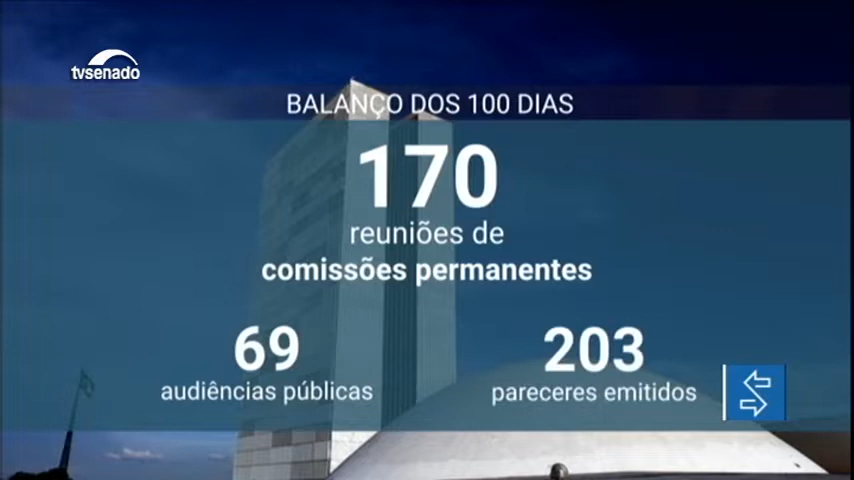 tvsenado
BALANÇO DOS 100 DIAS
170
reuniões de
comissões permanentes
69
audiências públicas
203
pareceres emitidos